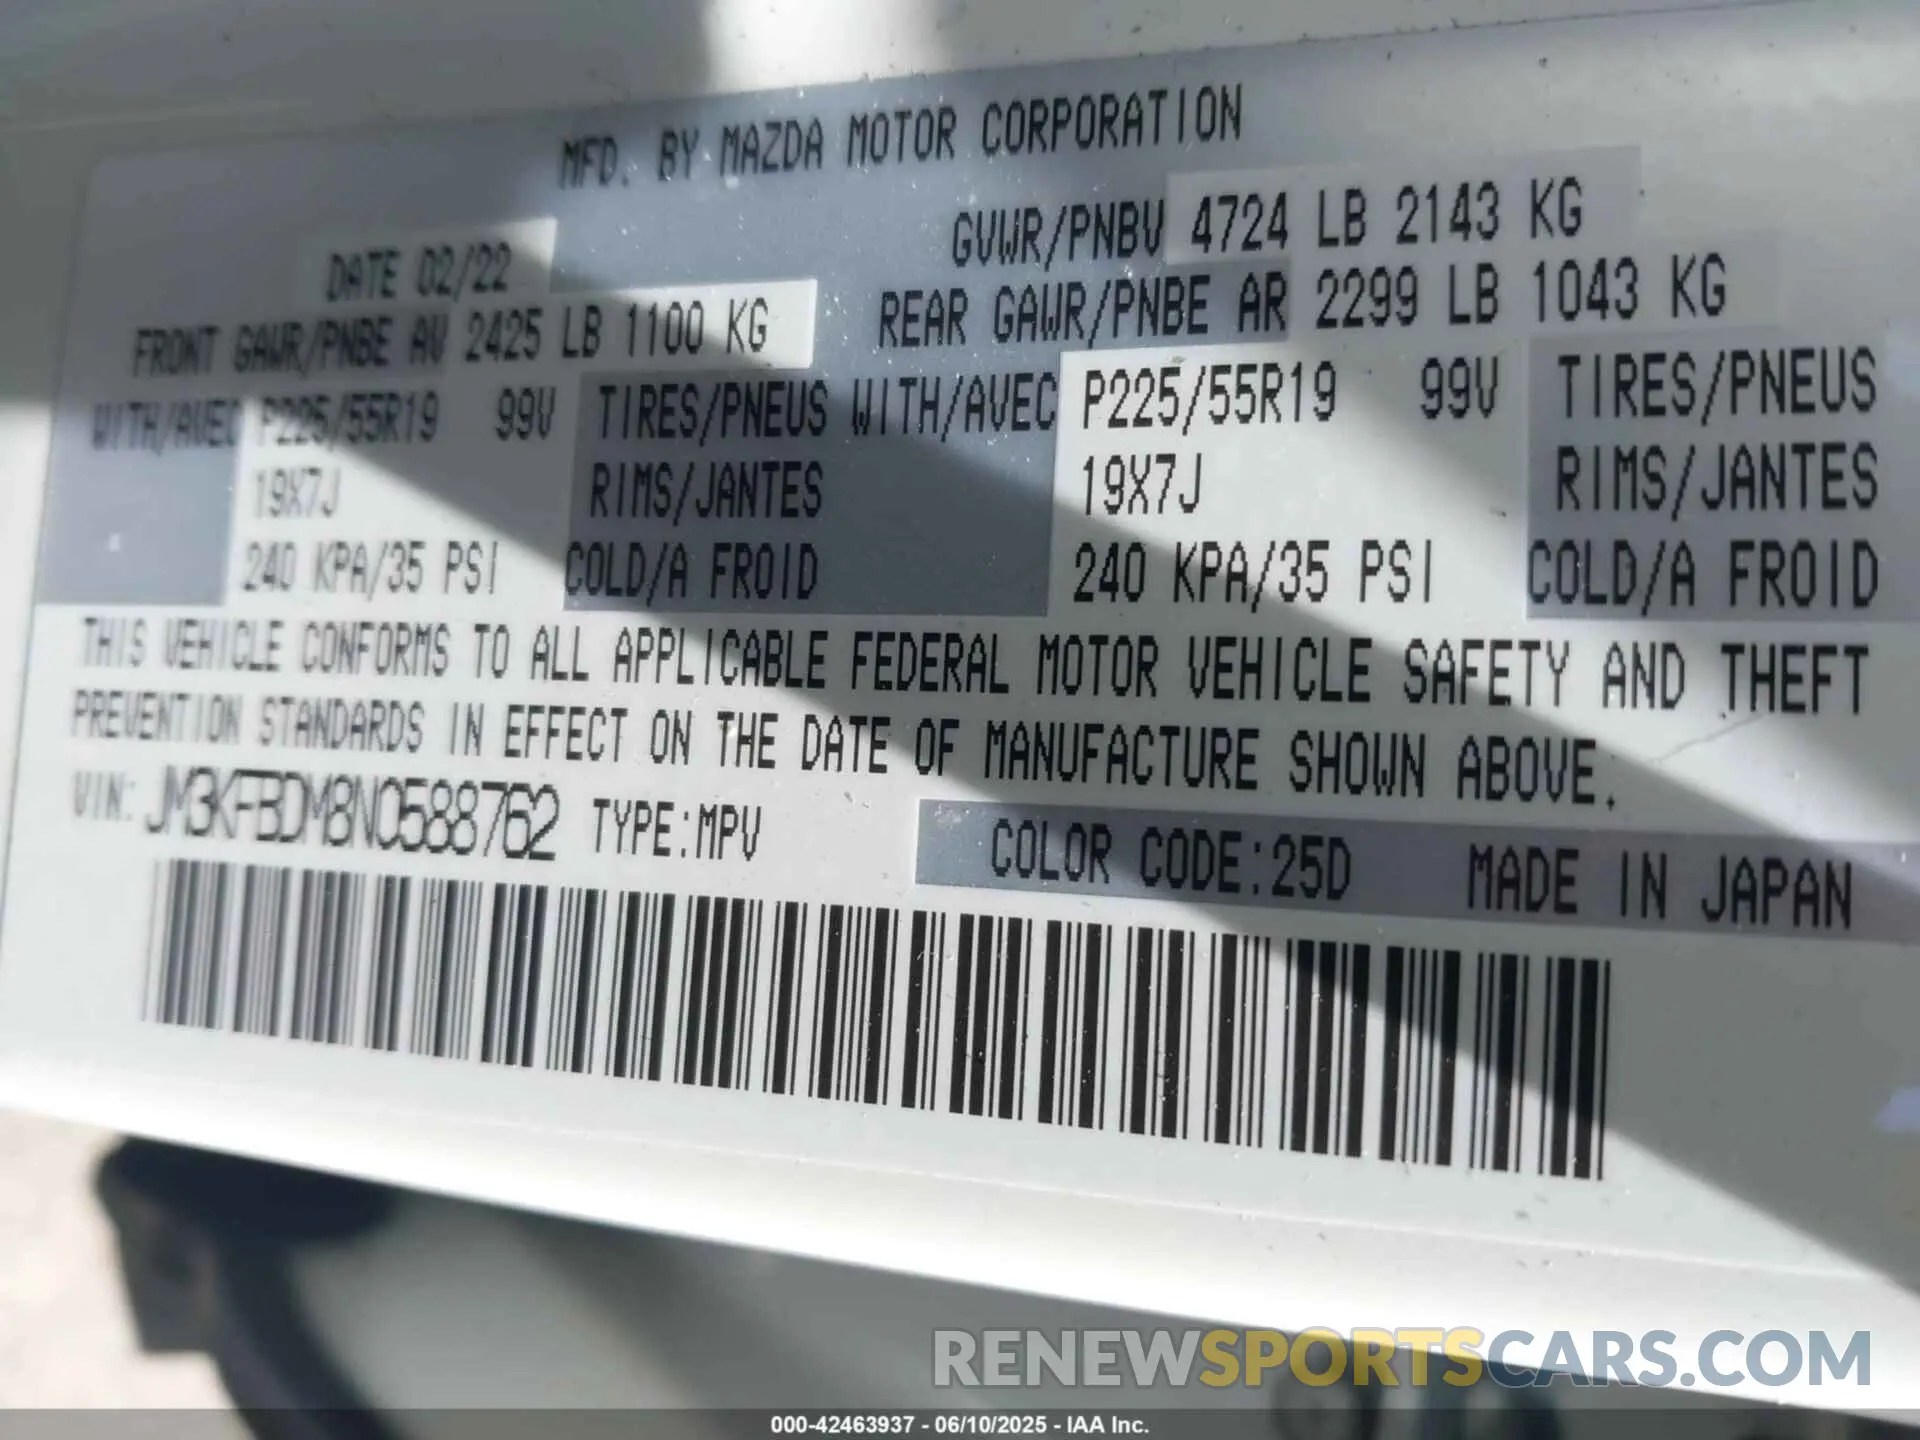 MFD. BY MAZDA MOTOR CORPORATION
DATE 02/22 GVWR/PNBV 4724 LB 2143 KG
FRONT GAWR/PNBE AV 2425 LB 1100 KG REAR GAWR/PNBE AR 2299 LB 1043 KG
WITH/AVEC P225/55R19 99V TIRES/PNEUS WITH/AVEC P225/55R19 99V TIRES/PNEUS
19X7J RIMS/JANTES 19X7J RIMS/JANTES
240 KPA/35 PSI COLD/A FROID 240 KPA/35 PSI COLD/A FROID
THIS VEHICLE CONFORMS TO ALL APPLICABLE FEDERAL MOTOR VEHICLE SAFETY AND THEFT
PREVENTION STANDARDS IN EFFECT ON THE DATE OF MANUFACTURE SHOWN ABOVE.
VIN: JM3KFBDM8N0588762 TYPE:MPV COLOR CODE:25D MADE IN JAPAN
RENEWSPORTSCARS.COM
000-42463937 - 06/10/2025 - IAA Inc.